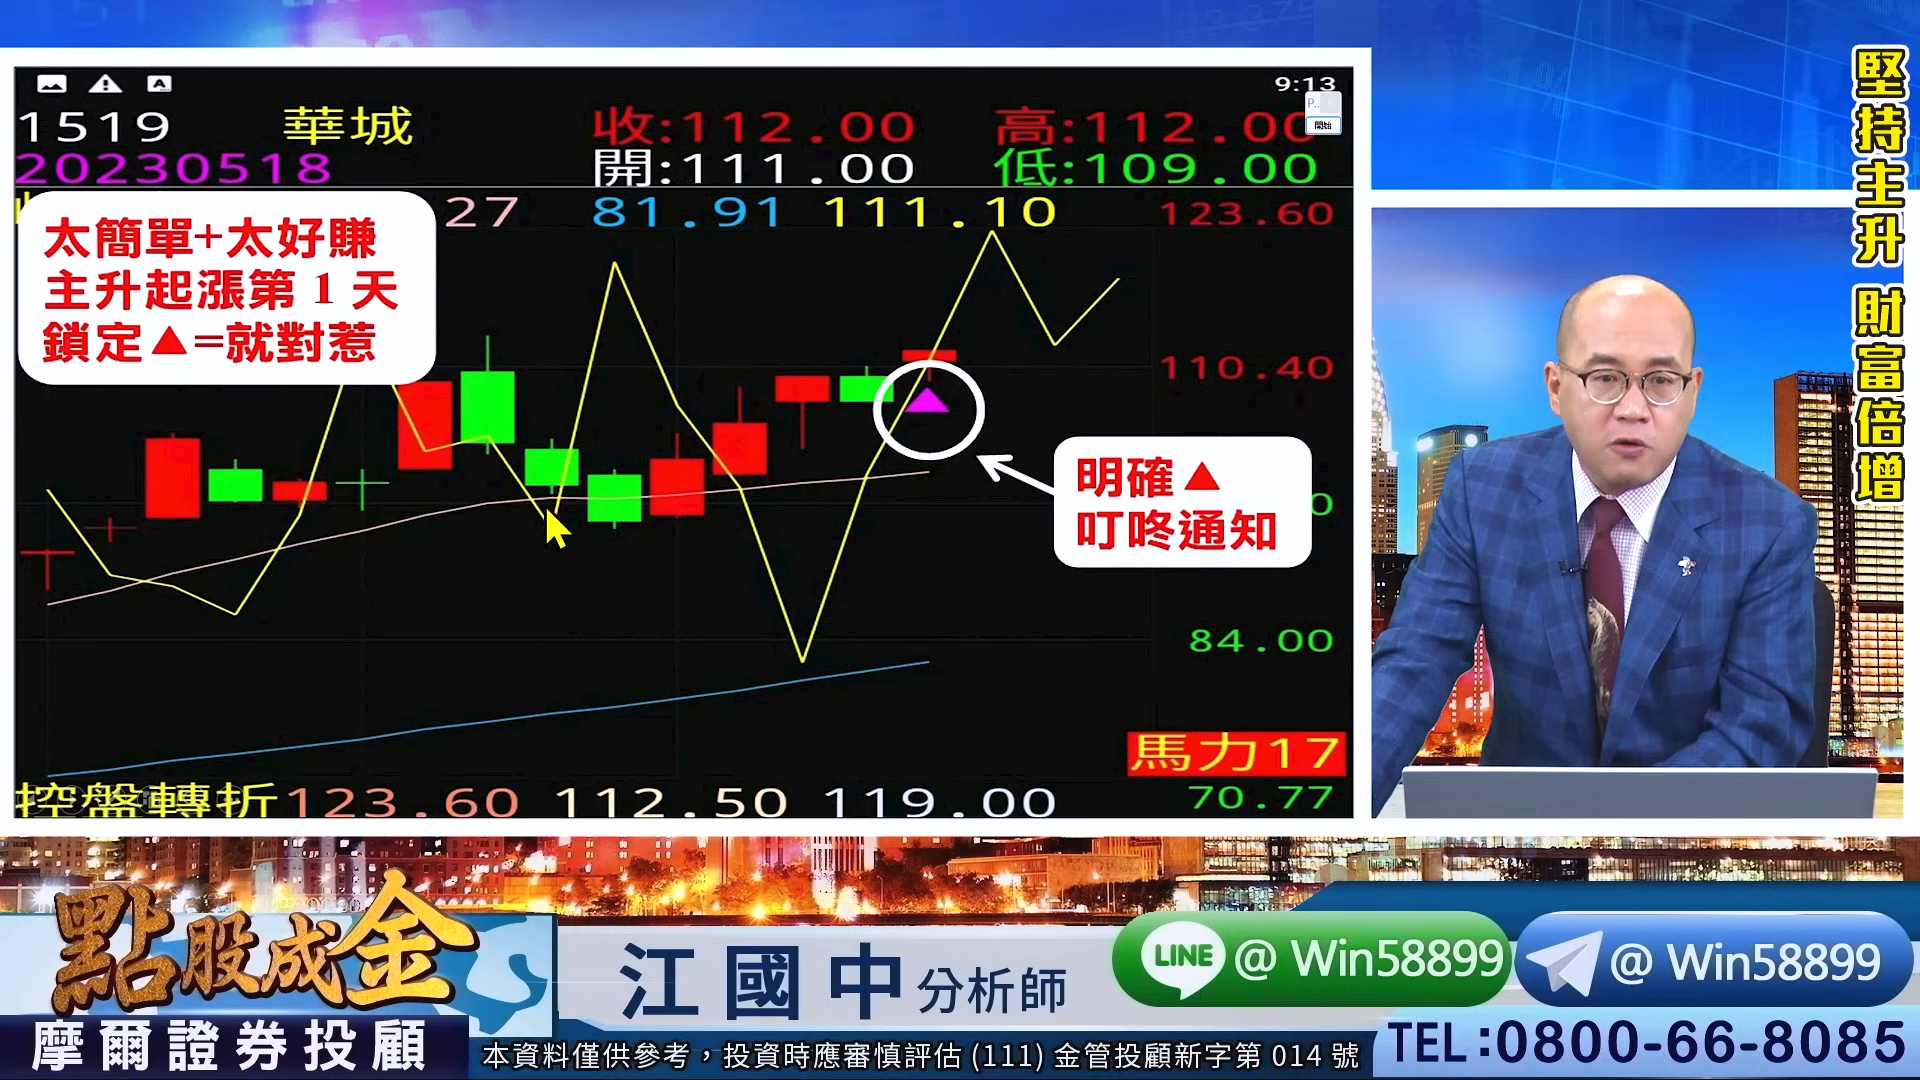 9:13
1519 華城 收:112.00 高:112.00
開始
20230518 開:111.00 低:109.00
27 81.91 111.10 123.60
太簡單+太好賺
主升起漲第1天
鎖定▲=就對惹
110.40
明確▲
叮咚通知
0
84.00
馬力17
控盤轉折 123.60 112.50 119.00 70.77
堅持主升 財富倍增
點股成金
摩爾證券投顧
江國中 分析師
LINE @ Win58899
@ Win58899
TEL:0800-66-8085
本資料僅供參考,投資時應審慎評估 (111) 金管投顧新字第 014 號